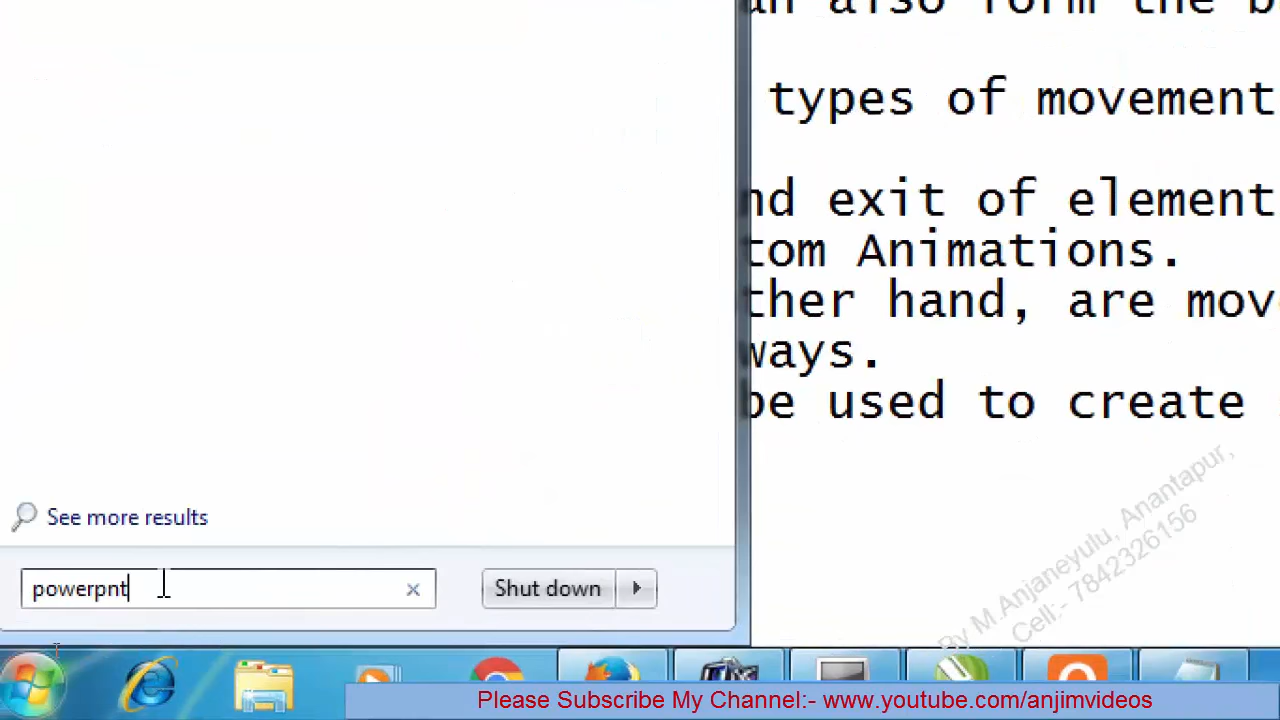 also form the b
types of movement
nd exit of element
tom Animations.
ther hand, are mov
ways.
be used to create
See more results
powerpnt
Shut down
By M.Anjaneyulu, Anantapur,
Cell:- 7842326156
Please Subscribe My Channel:- www.youtube.com/anjimvideos